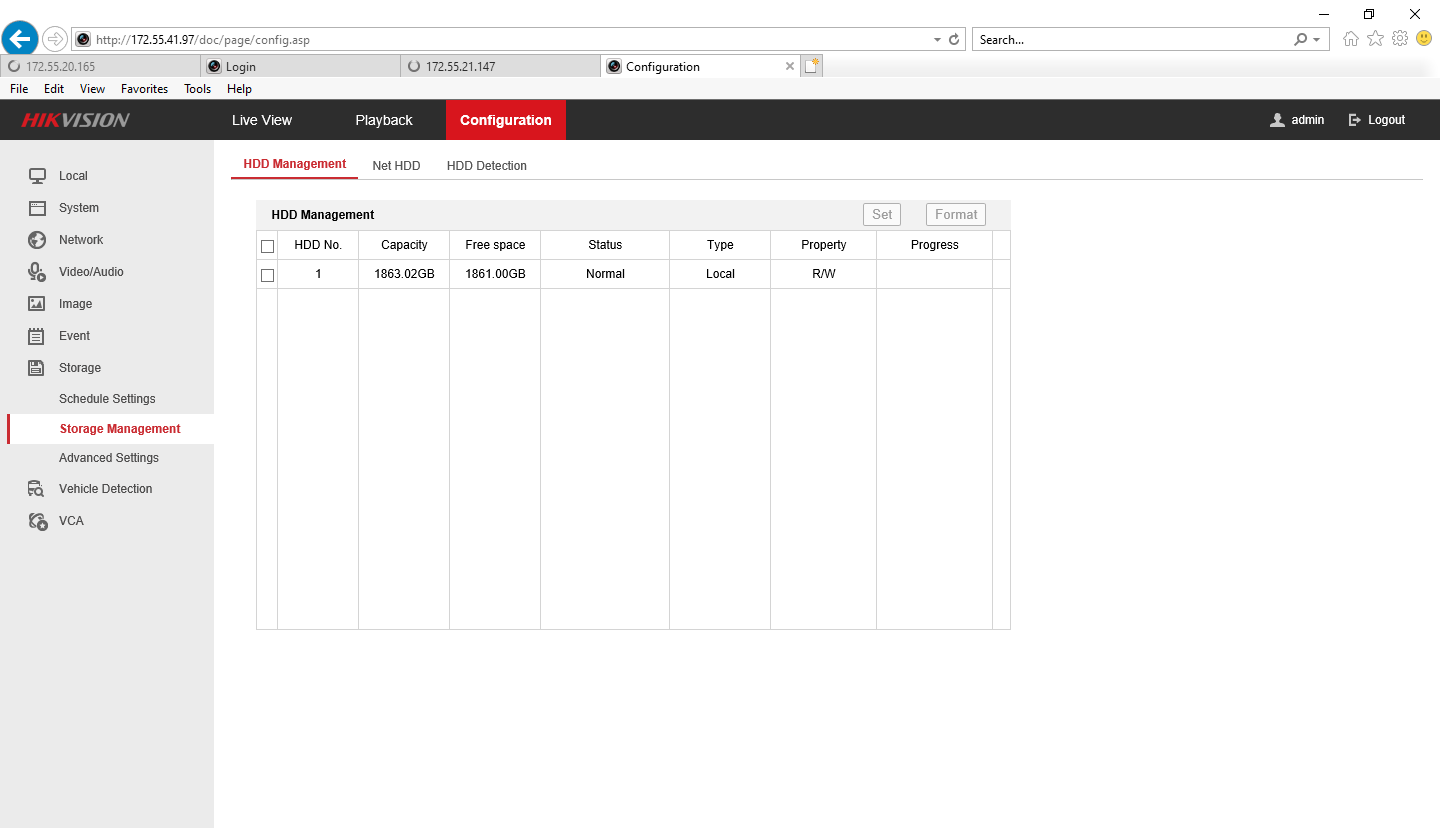 http://172.55.41.97/doc/page/config.asp
Search...
172.55.20.165
Login
172.55.21.147
Configuration
File Edit View Favorites Tools Help
HIKVISION
Live View Playback Configuration
admin Logout
Local
System
Network
Video/Audio
Image
Event
Storage
Schedule Settings
Storage Management
Advanced Settings
Vehicle Detection
VCA
HDD Management Net HDD HDD Detection
HDD Management Set Format
HDD No. Capacity Free space Status Type Property Progress
1 1863.02GB 1861.00GB Normal Local R/W